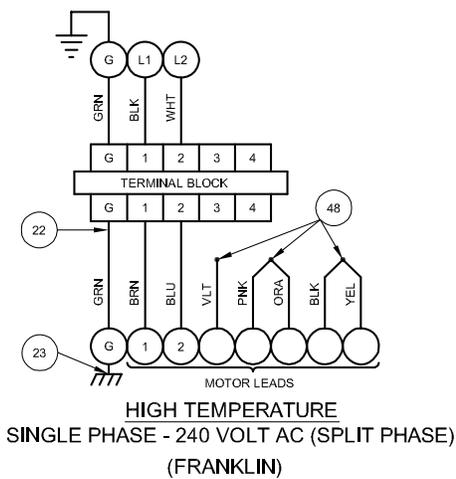 G L1 L2
GRN BLK WHT
G 1 2 3 4
TERMINAL BLOCK
G 1 2 3 4
22 48
GRN BRN BLU VLT PNK ORA BLK YEL
23 G 1 2
MOTOR LEADS
HIGH TEMPERATURE
SINGLE PHASE - 240 VOLT AC (SPLIT PHASE)
(FRANKLIN)